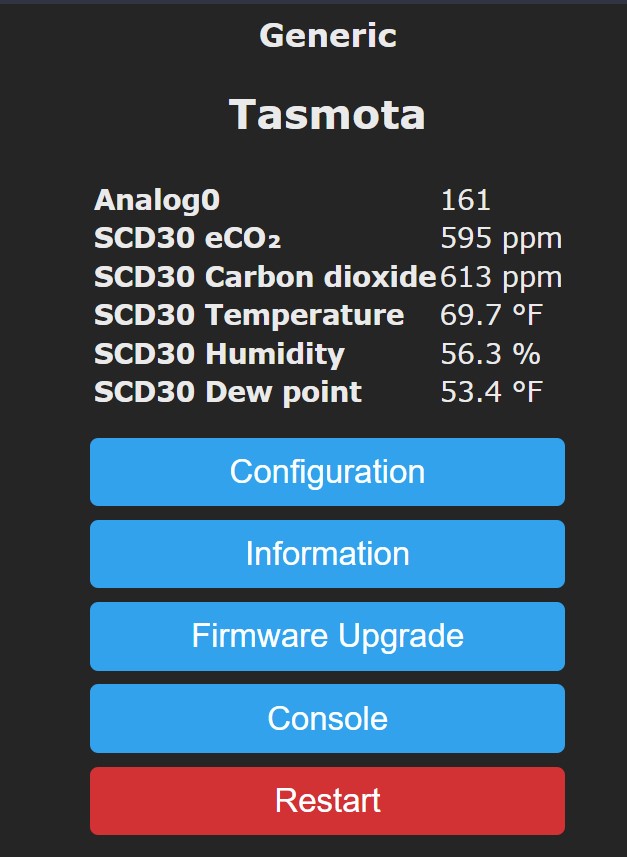 Generic
Tasmota
Analog0 161
SCD30 eCO₂ 595 ppm
SCD30 Carbon dioxide 613 ppm
SCD30 Temperature 69.7 °F
SCD30 Humidity 56.3 %
SCD30 Dew point 53.4 °F
Configuration
Information
Firmware Upgrade
Console
Restart